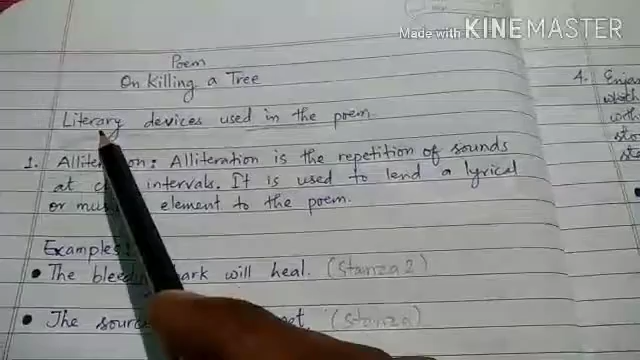 Made with KINEMASTER
Poem
On Killing a Tree
Literary devices used in the poem
1. Alliteration: Alliteration is the repetition of sounds
at intervals. It is used to lend a lyrical
or element to the poem.
Examples:
• The bark will heal. (Stanza 2)
• The (Stanza)
4.
which